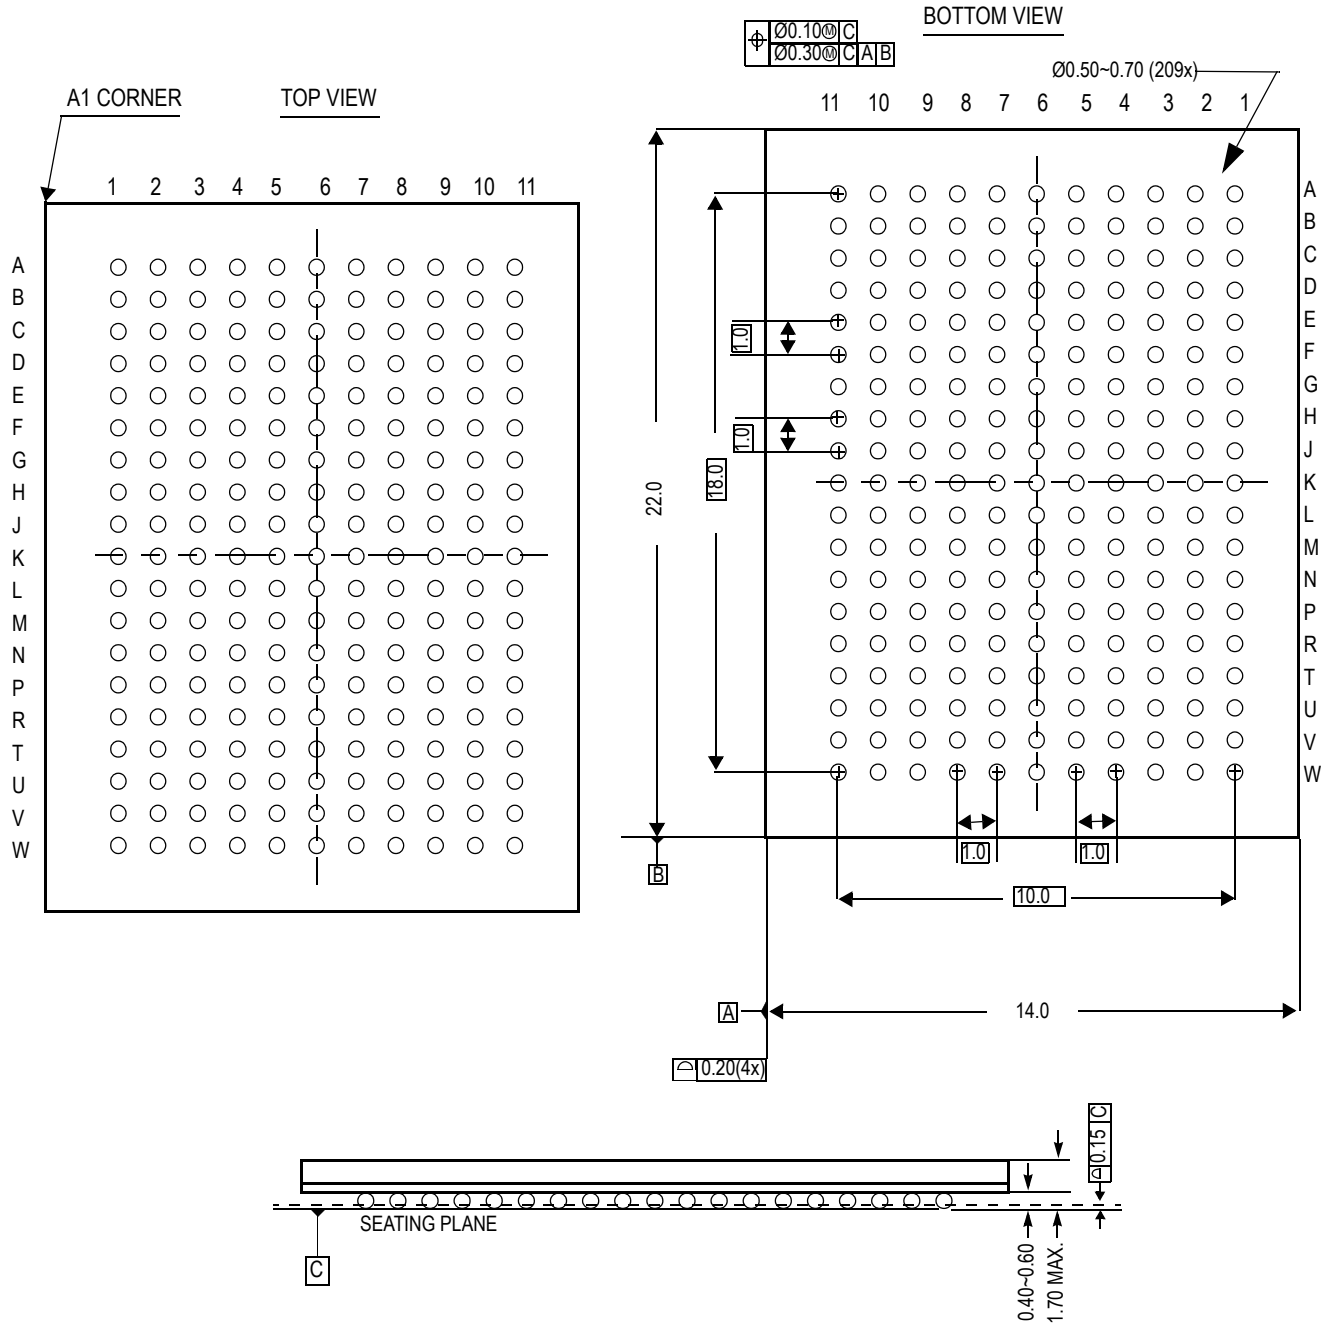 BOTTOM VIEW
Ø0.10Ⓜ C
Ø0.30Ⓜ C A B
Ø0.50~0.70 (209x)
11 10 9 8 7 6 5 4 3 2 1
A
B
C
D
E
F
G
H
J
K
L
M
N
P
R
T
U
V
W
1.0
1.0
18.0
22.0
1.0
1.0
10.0
B
A
14.0
0.20(4x)
A1 CORNER
TOP VIEW
1 2 3 4 5 6 7 8 9 10 11
A
B
C
D
E
F
G
H
J
K
L
M
N
P
R
T
U
V
W
SEATING PLANE
C
0.15 C
0.40~0.60
1.70 MAX.